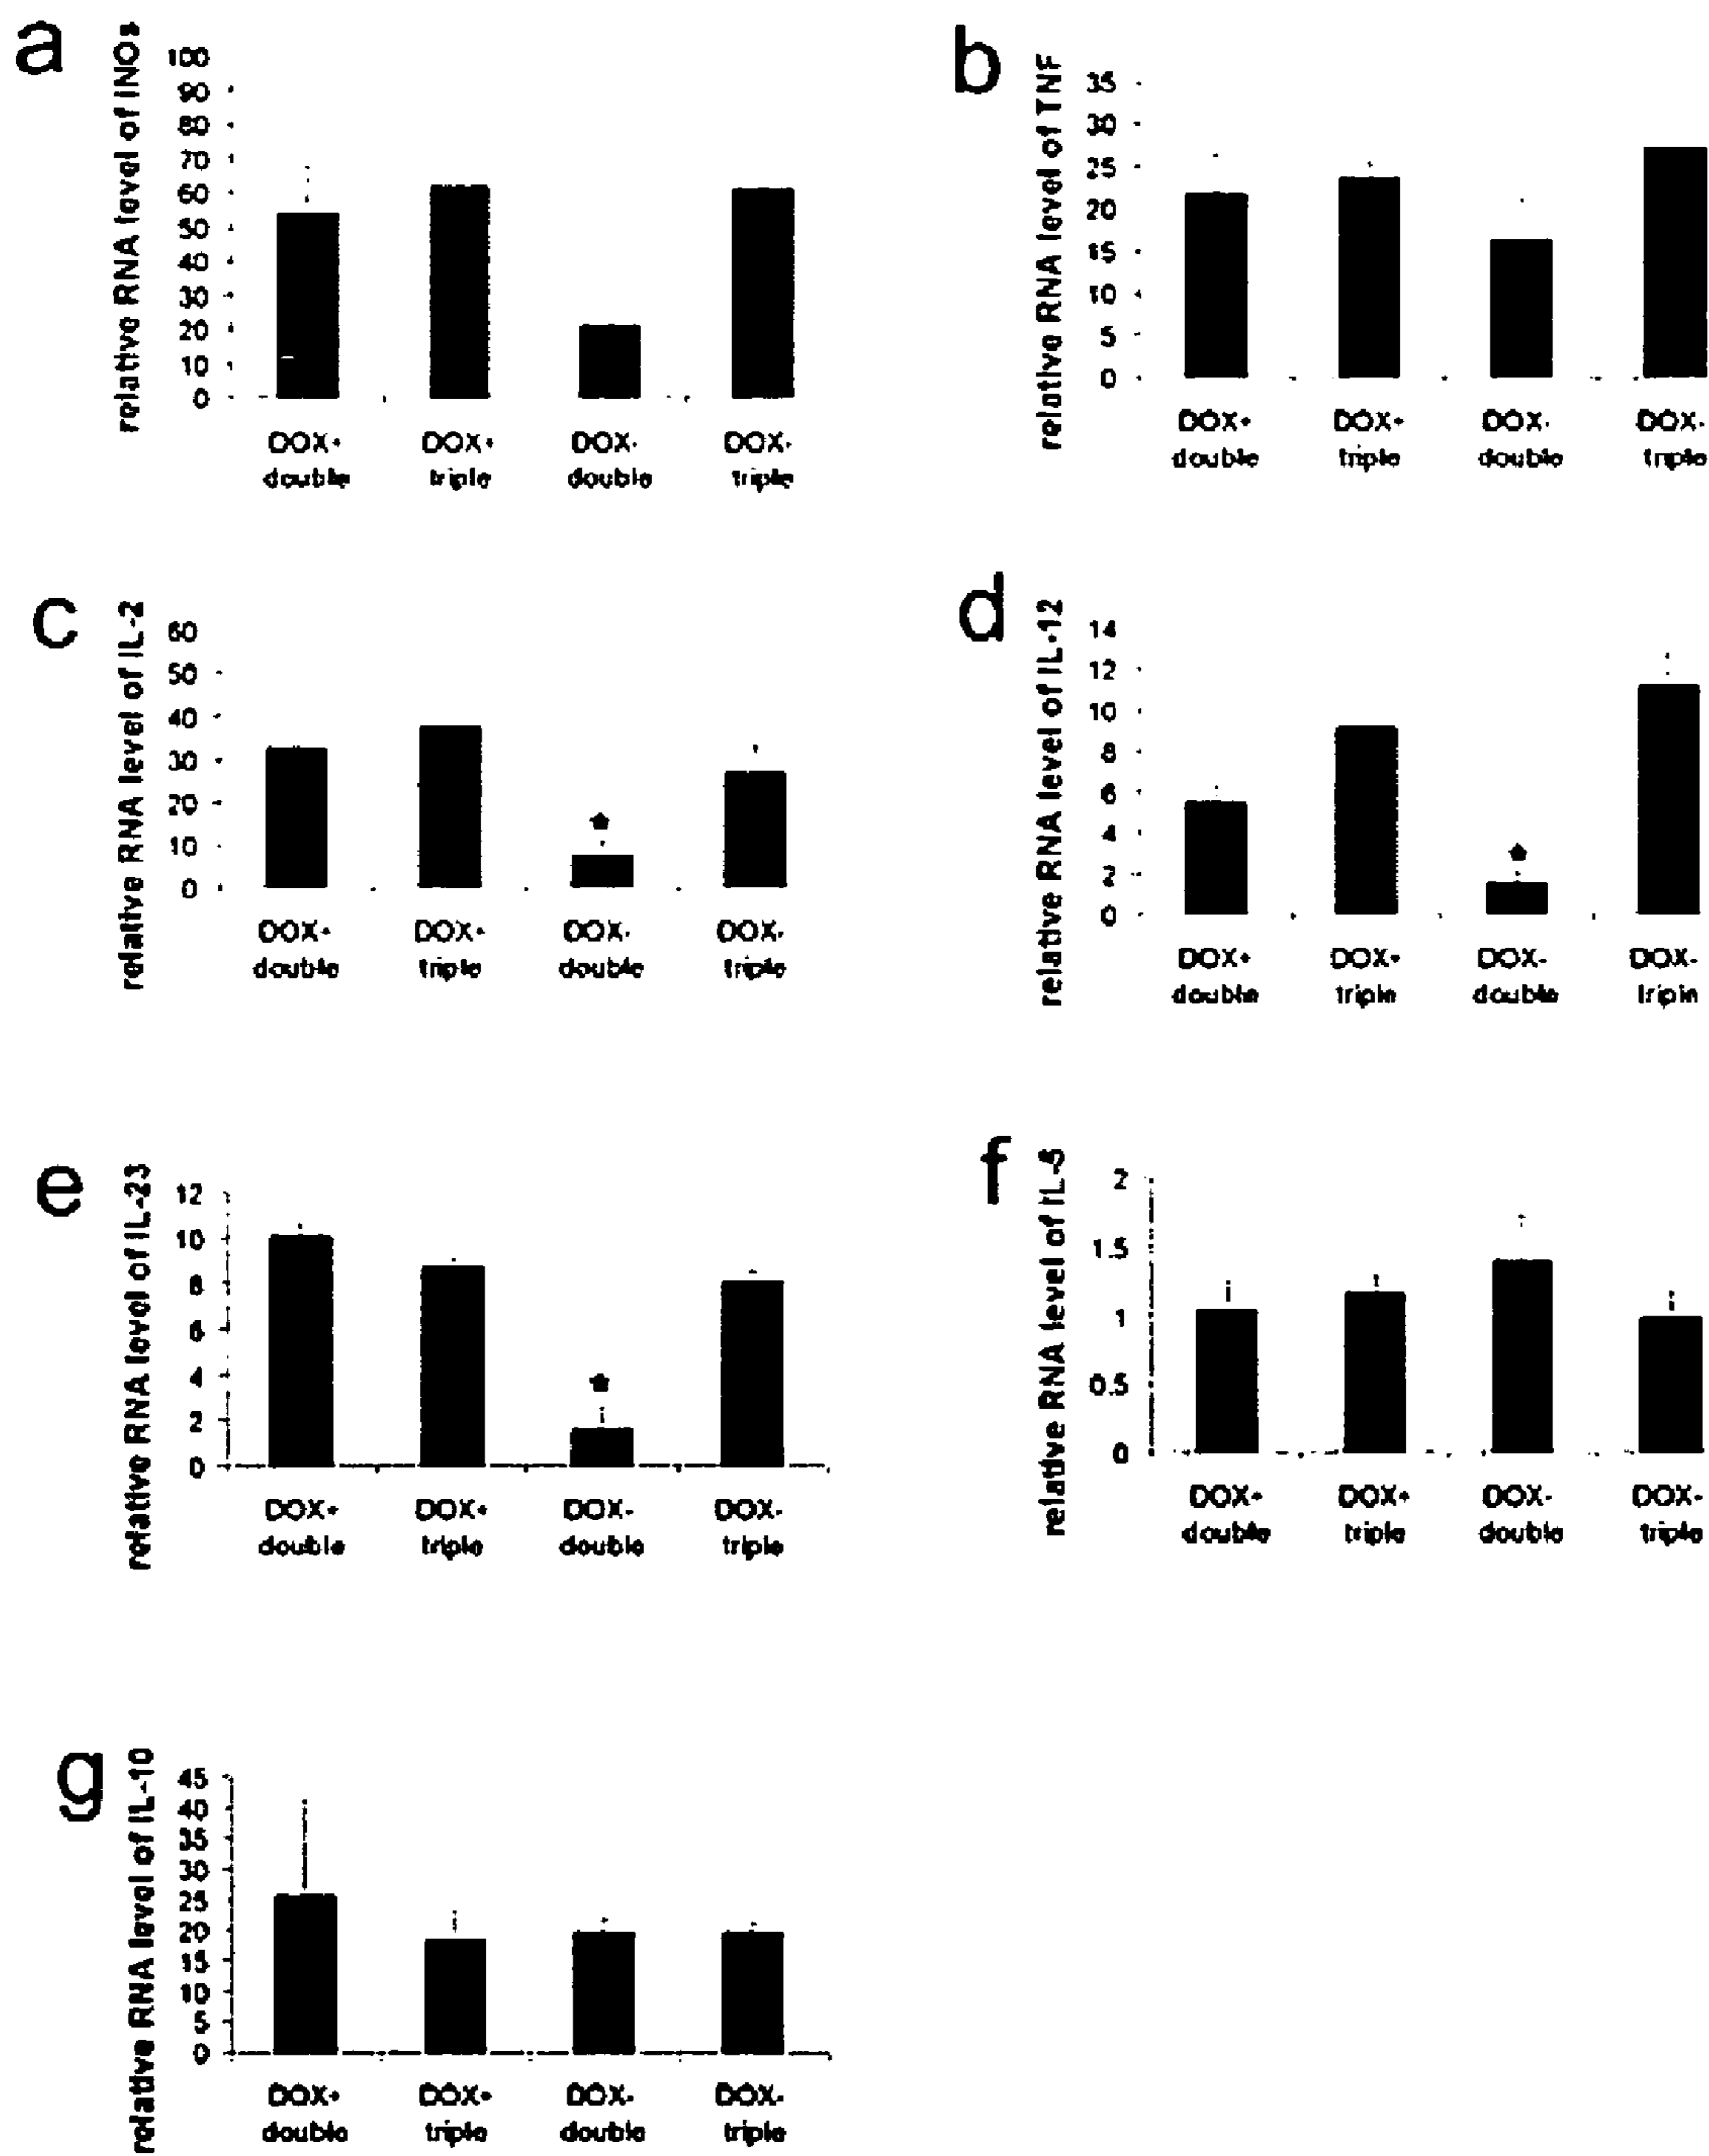 a
relative RNA level of INOs
100
90
80
70
60
50
40
30
20
10
0
DOX+ DOX+ DOX- DOX-
double triple double triple
b
relative RNA level of TNF
35
30
25
20
15
10
5
0
DOX+ DOX+ DOX- DOX-
double triple double triple
c
relative RNA level of IL-2
60
50
40
30
20
10
0
DOX+ DOX+ DOX- DOX-
double triple double triple
d
relative RNA level of IL-12
14
12
10
8
6
4
2
0
DOX+ DOX+ DOX- DOX-
double triple double triple
e
relative RNA level of IL-23
12
10
8
6
4
2
0
DOX+ DOX+ DOX- DOX-
double triple double triple
f
relative RNA level of IL-5
2
1.5
1
0.5
0
DOX+ DOX+ DOX- DOX-
double triple double triple
g
relative RNA level of IL-10
45
40
35
30
25
20
15
10
5
0
DOX+ DOX+ DOX- DOX-
double triple double triple